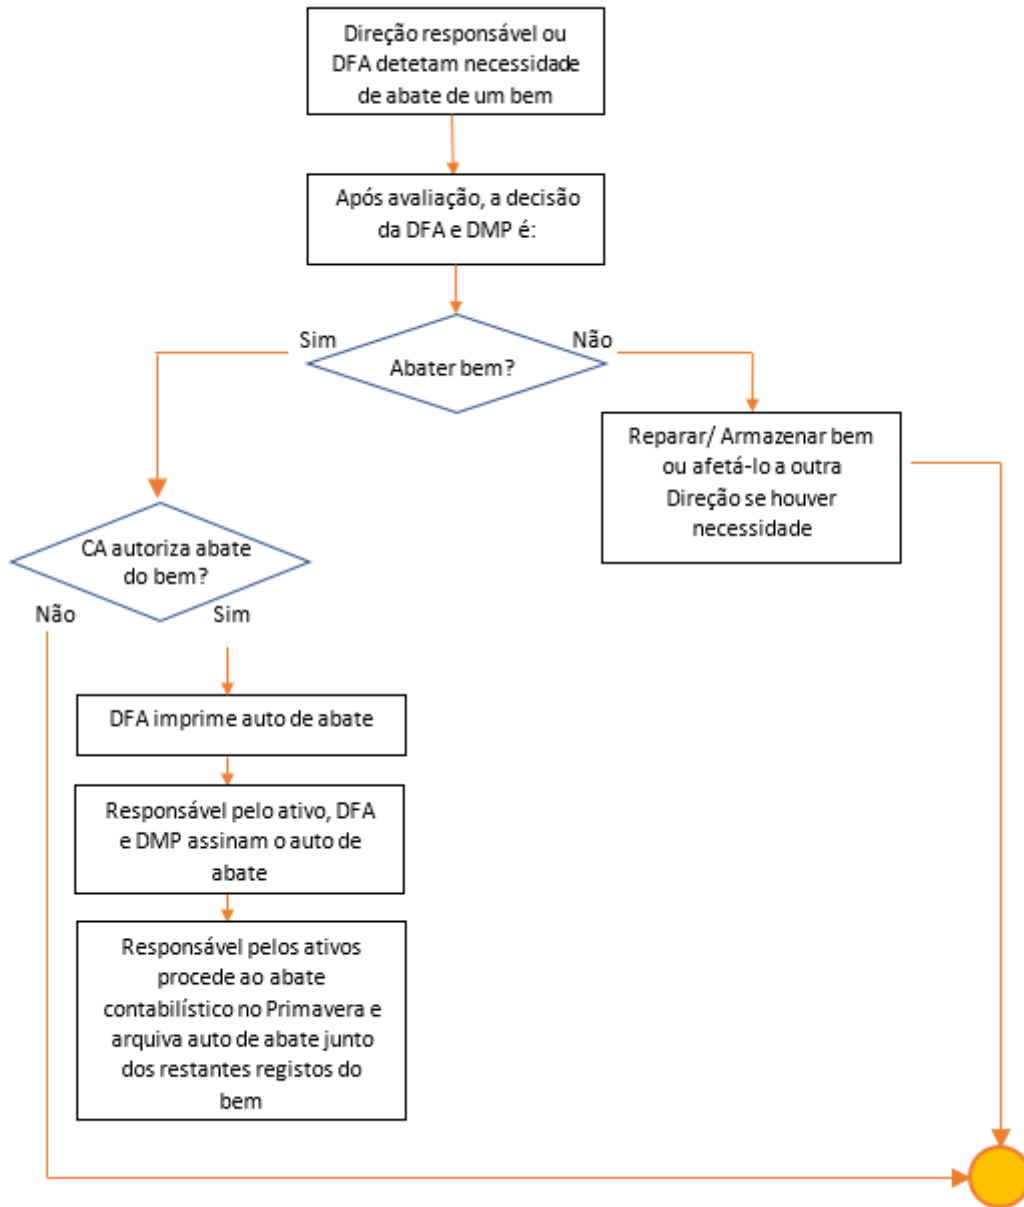 Direção responsável ou
DFA detetam necessidade
de abate de um bem
Após avaliação, a decisão
da DFA e DMP é:
Sim
Não
Abater bem?
Reparar/ Armazenar bem
ou afetá-lo a outra
Direção se houver
necessidade
CA autoriza abate
do bem?
Não
Sim
DFA imprime auto de abate
Responsável pelo ativo, DFA
e DMP assinam o auto de
abate
Responsável pelos ativos
procede ao abate
contabilístico no Primavera e
arquiva auto de abate junto
dos restantes registos do
bem